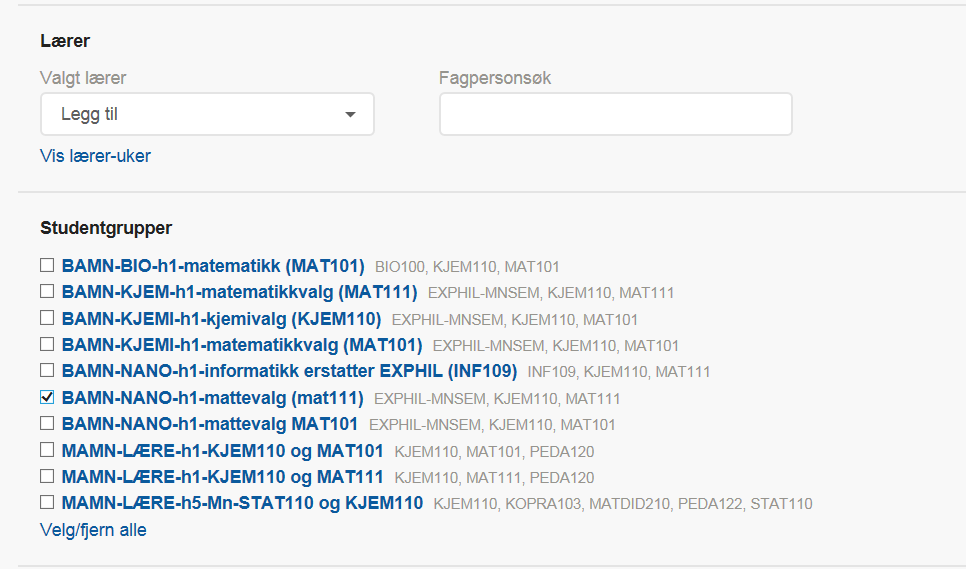 Lærer
Valgt lærer Fagpersonsøk
Legg til
Vis lærer-uker
Studentgrupper
BAMN-BIO-h1-matematikk (MAT101) BIO100, KJEM110, MAT101
BAMN-KJEM-h1-matematikkvalg (MAT111) EXPHIL-MNSEM, KJEM110, MAT111
BAMN-KJEMI-h1-kjemivalg (KJEM110) EXPHIL-MNSEM, KJEM110, MAT101
BAMN-KJEMI-h1-matematikkvalg (MAT101) EXPHIL-MNSEM, KJEM110, MAT101
BAMN-NANO-h1-informatikk erstatter EXPHIL (INF109) INF109, KJEM110, MAT111
BAMN-NANO-h1-mattevalg (mat111) EXPHIL-MNSEM, KJEM110, MAT111
BAMN-NANO-h1-mattevalg MAT101 EXPHIL-MNSEM, KJEM110, MAT101
MAMN-LÆRE-h1-KJEM110 og MAT101 KJEM110, MAT101, PEDA120
MAMN-LÆRE-h1-KJEM110 og MAT111 KJEM110, MAT111, PEDA120
MAMN-LÆRE-h5-Mn-STAT110 og KJEM110 KJEM110, KOPRA103, MATDID210, PEDA122, STAT110
Velg/fjern alle